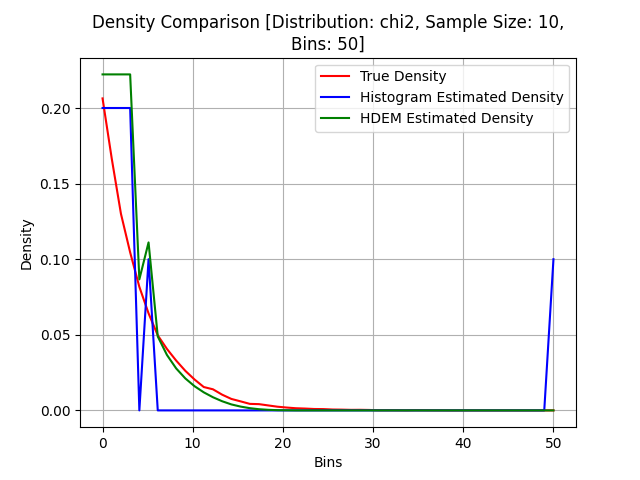 Density Comparison [Distribution: chi2, Sample Size: 10,
Bins: 50]
True Density
Histogram Estimated Density
HDEM Estimated Density
Density
0.20
0.15
0.10
0.05
0.00
0 10 20 30 40 50
Bins